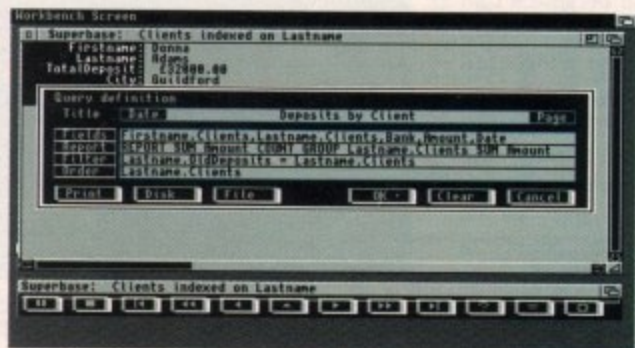 Workbench Screen
Superbase: Clients indexed on Lastname
Firstname: Donna
Lastname: Adams
TotalDeposit: £32000.00
City: Guildford
Query definition
Title Date Deposits by Client Page
Fields Firstname.Clients,Lastname.Clients,Bank,Amount,Date
Report REPORT SUM Amount COUNT GROUP Lastname.Clients SUM Amount
Filter Lastname.OldDeposits = Lastname.Clients
Order Lastname.Clients
Print Disk File OK Clear Cancel
Superbase: Clients indexed on Lastname